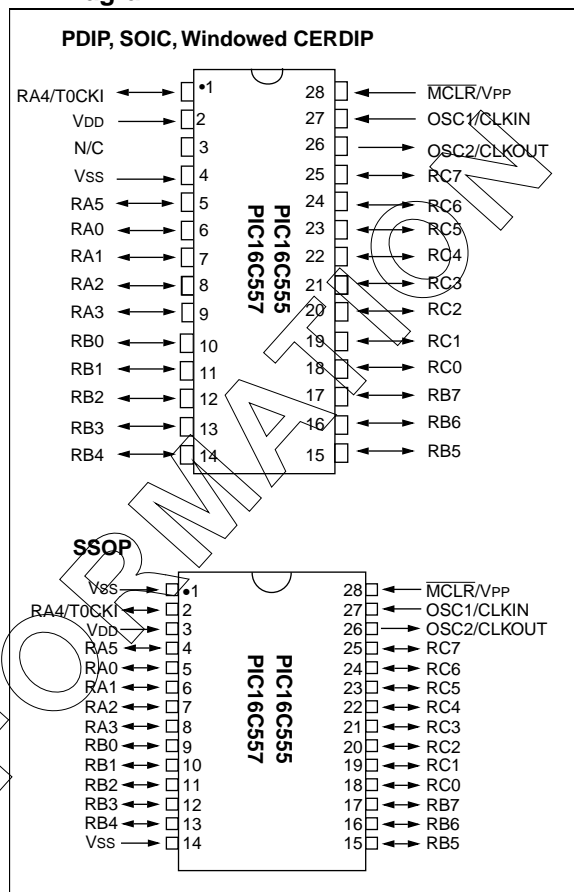 PDIP, SOIC, Windowed CERDIP
RA4/T0CKI •1 28 MCLR/VPP
VDD 2 27 OSC1/CLKIN
N/C 3 26 OSC2/CLKOUT
VSS 4 25 RC7
RA5 5 24 RC6
RA0 6 23 RC5
RA1 7 22 RC4
RA2 8 21 RC3
RA3 9 20 RC2
RB0 10 19 RC1
RB1 11 18 RC0
RB2 12 17 RB7
RB3 13 16 RB6
RB4 14 15 RB5
PIC16C555
PIC16C557
SSOP
VSS •1 28 MCLR/VPP
RA4/T0CKI 2 27 OSC1/CLKIN
VDD 3 26 OSC2/CLKOUT
RA5 4 25 RC7
RA0 5 24 RC6
RA1 6 23 RC5
RA2 7 22 RC4
RA3 8 21 RC3
RB0 9 20 RC2
RB1 10 19 RC1
RB2 11 18 RC0
RB3 12 17 RB7
RB4 13 16 RB6
VSS 14 15 RB5
PIC16C555
PIC16C557
ORMATION